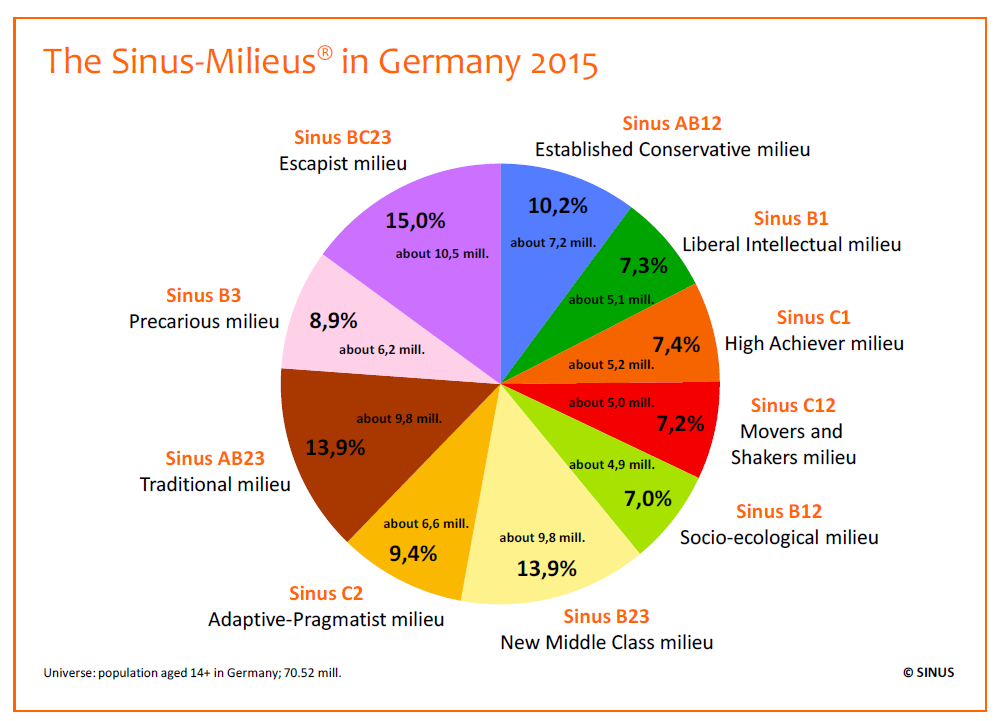 The Sinus-Milieus® in Germany 2015
Sinus AB12
Established Conservative milieu
10,2%
about 7,2 mill.
Sinus B1
Liberal Intellectual milieu
7,3%
about 5,1 mill.
Sinus C1
High Achiever milieu
7,4%
about 5,2 mill.
Sinus C12
Movers and
Shakers milieu
about 5,0 mill.
7,2%
Sinus B12
Socio-ecological milieu
about 4,9 mill.
7,0%
Sinus B23
New Middle Class milieu
about 9,8 mill.
13,9%
Sinus C2
Adaptive-Pragmatist milieu
about 6,6 mill.
9,4%
Sinus AB23
Traditional milieu
about 9,8 mill.
13,9%
Sinus B3
Precarious milieu
8,9%
about 6,2 mill.
Sinus BC23
Escapist milieu
15,0%
about 10,5 mill.
Universe: population aged 14+ in Germany; 70.52 mill.
© SINUS